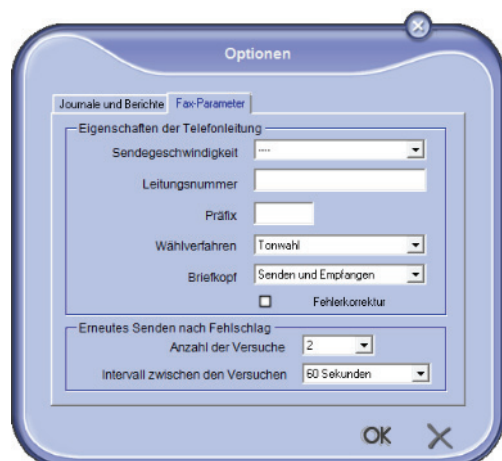 Optionen
Journale und Berichte Fax-Parameter
Eigenschaften der Telefonleitung
Sendegeschwindigkeit ----
Leitungsnummer
Präfix
Wählverfahren Tonwahl
Briefkopf Senden und Empfangen
Fehlerkorrektur
Erneutes Senden nach Fehlschlag
Anzahl der Versuche 2
Intervall zwischen den Versuchen 60 Sekunden
OK